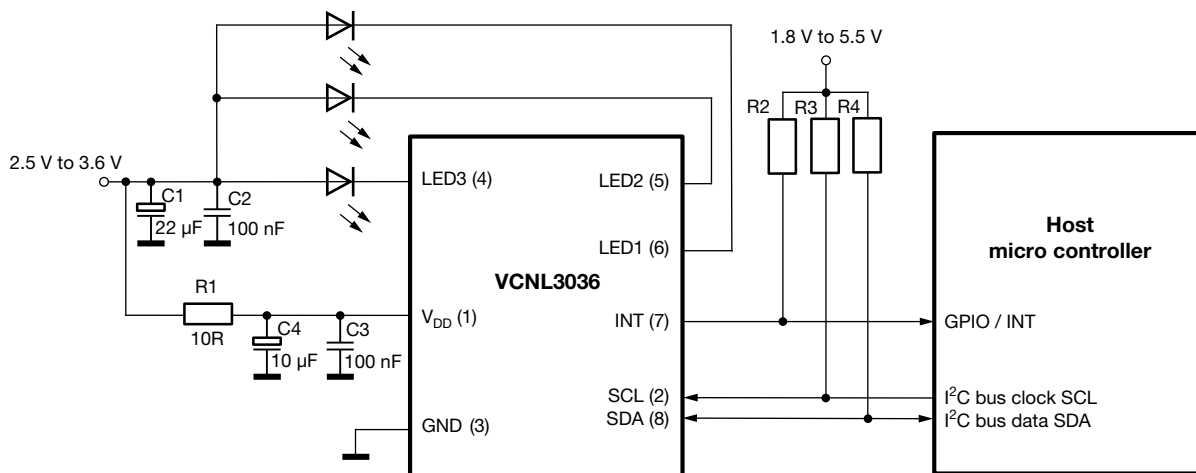 1.8 V to 5.5 V
R2
R3
R4
2.5 V to 3.6 V
C1
22 µF
C2
100 nF
R1
10R
C4
10 µF
C3
100 nF
LED3 (4)
V_DD (1)
GND (3)
VCNL3036
LED2 (5)
LED1 (6)
INT (7)
SCL (2)
SDA (8)
Host
micro controller
GPIO / INT
I²C bus clock SCL
I²C bus data SDA